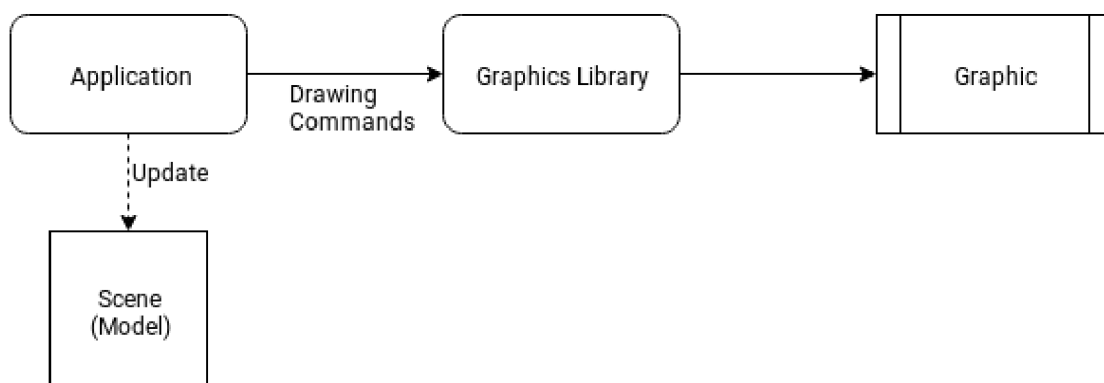 Application
Drawing
Commands
Graphics Library
Graphic
Update
Scene
(Model)